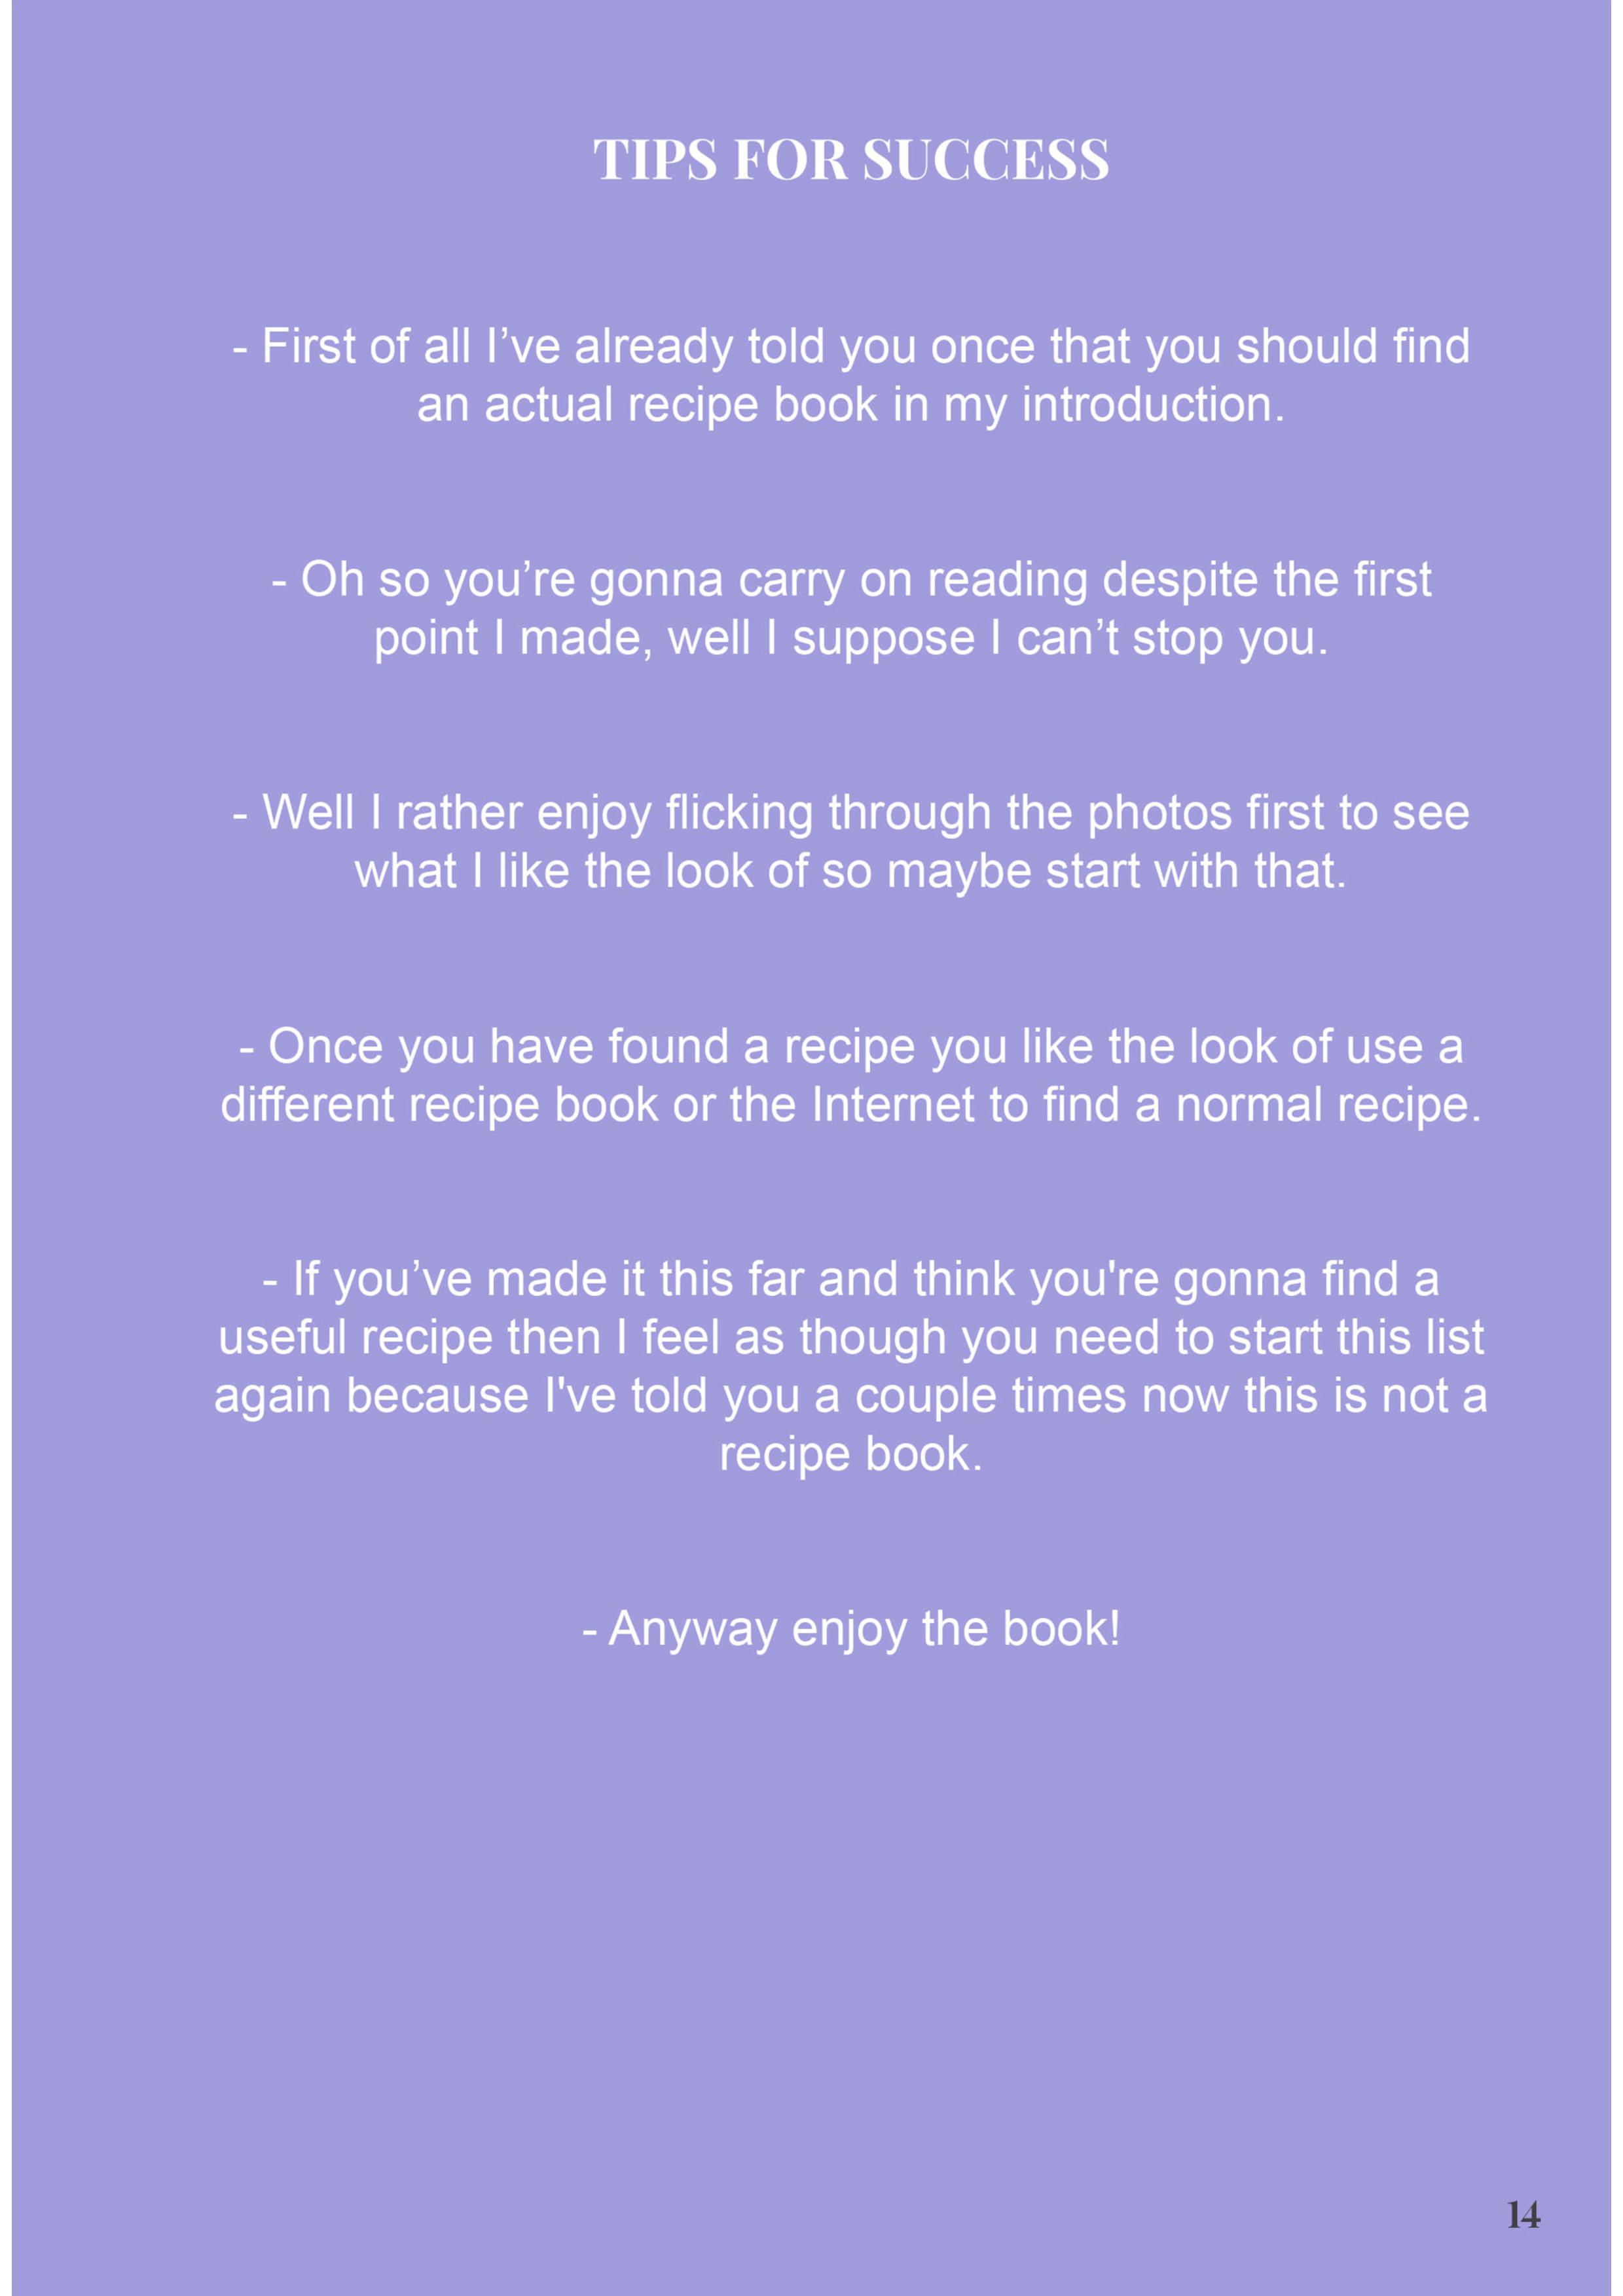 TIPS FOR SUCCESS
- First of all I’ve already told you once that you should find
an actual recipe book in my introduction.
- Oh so you’re gonna carry on reading despite the first
point I made, well I suppose I can’t stop you.
- Well I rather enjoy flicking through the photos first to see
what I like the look of so maybe start with that.
- Once you have found a recipe you like the look of use a
different recipe book or the Internet to find a normal recipe.
- If you’ve made it this far and think you're gonna find a
useful recipe then I feel as though you need to start this list
again because I've told you a couple times now this is not a
recipe book.
- Anyway enjoy the book!
14